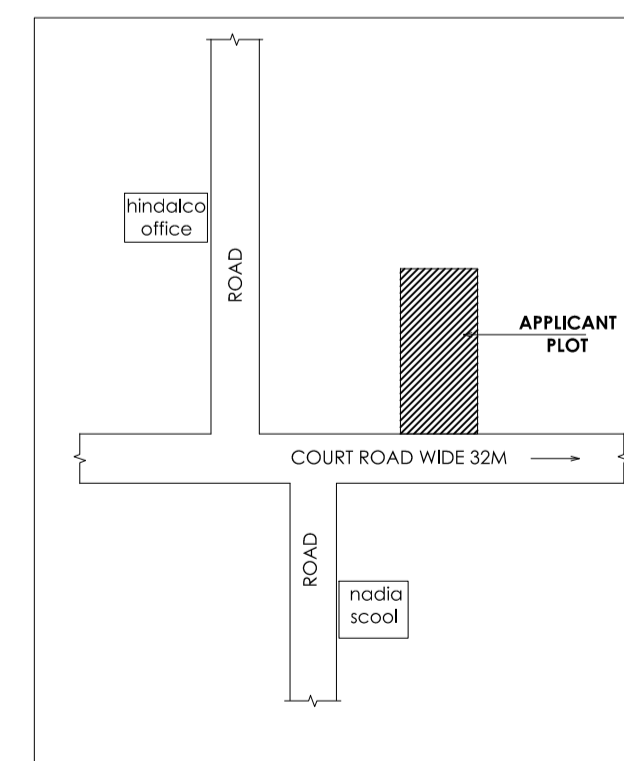 hindalco
office
ROAD
APPLICANT
PLOT
COURT ROAD WIDE 32M
ROAD
nadia
scool